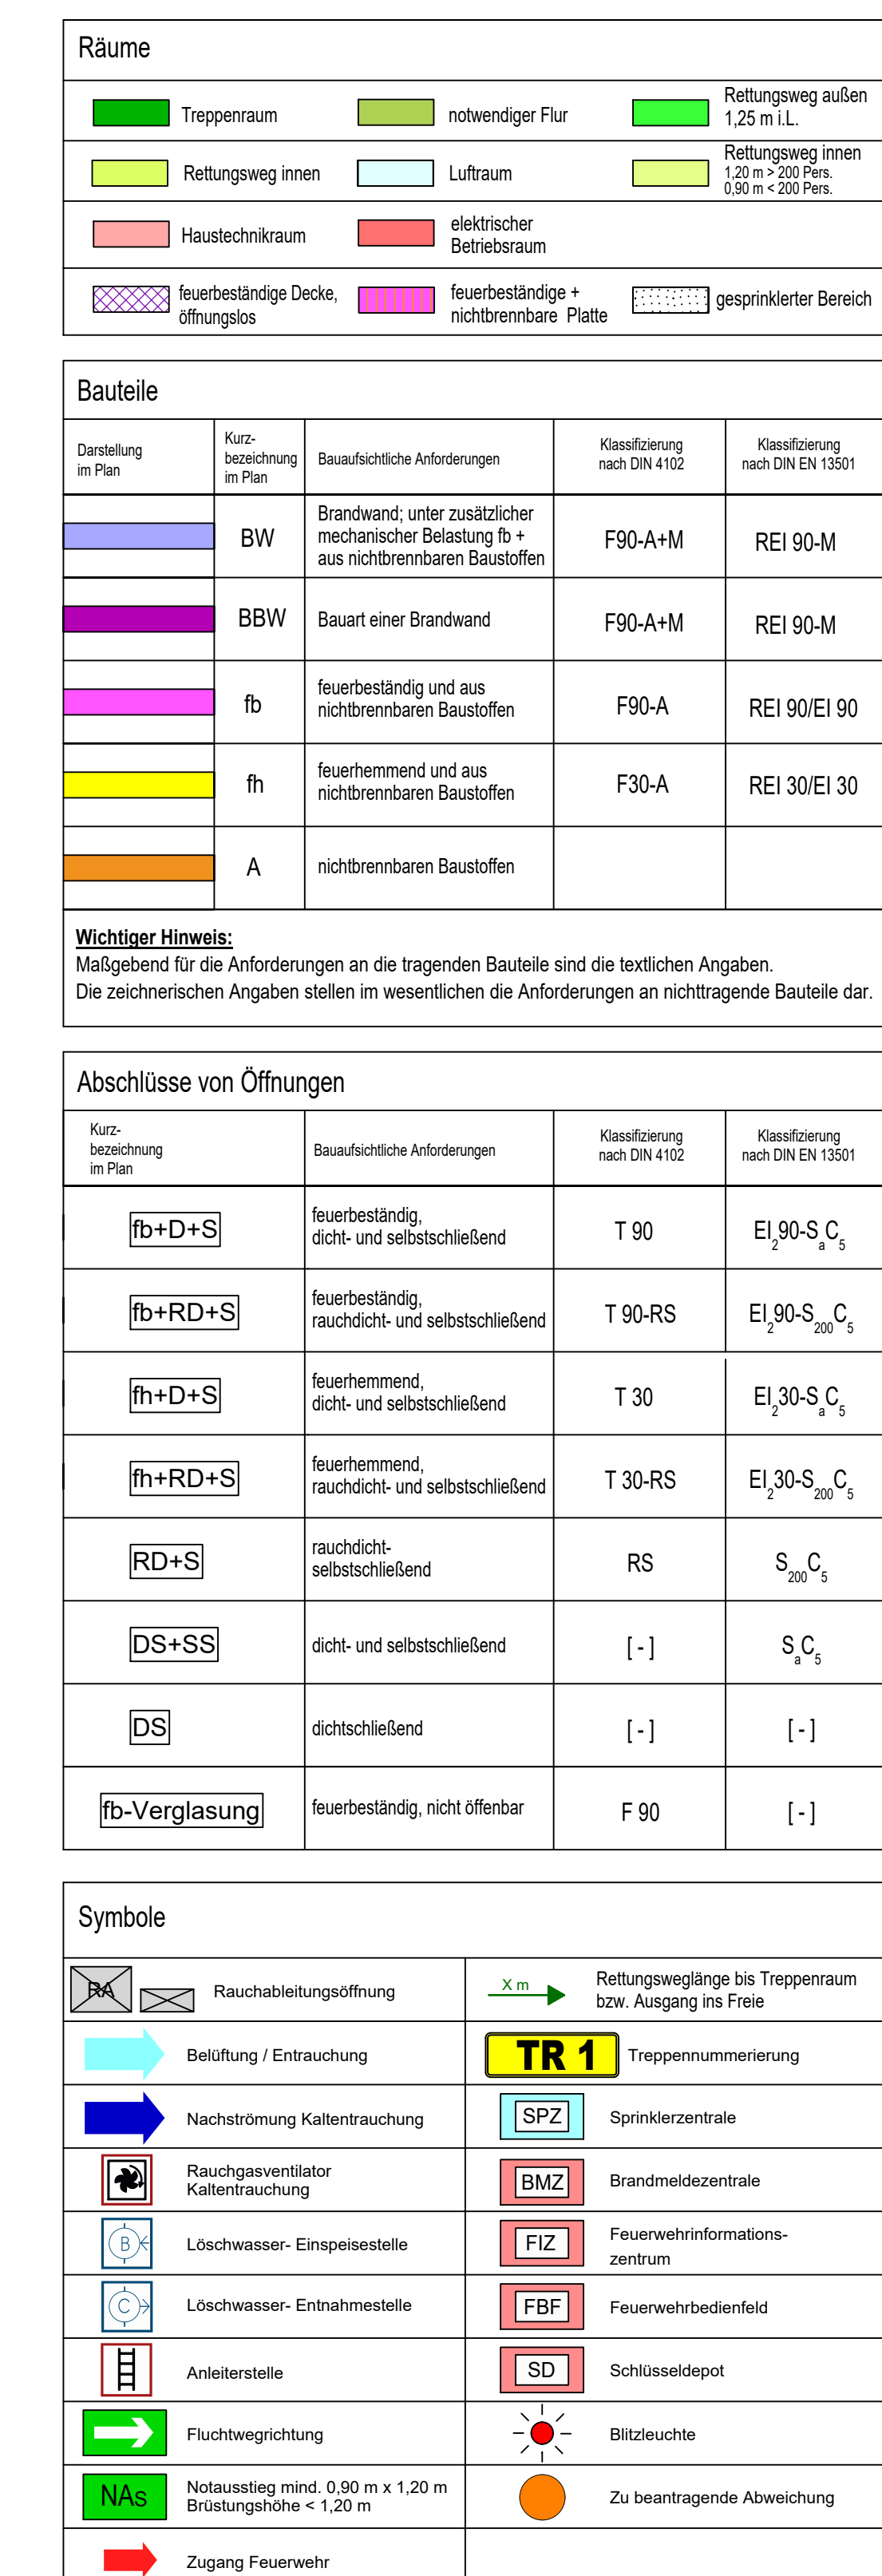 Räume
Treppenraum
notwendiger Flur
Rettungsweg außen
1,25 m i.L.
Rettungsweg innen
Luftraum
Rettungsweg innen
1,20 m > 200 Pers.
0,90 m < 200 Pers.
Haustechnikraum
elektrischer
Betriebsraum
feuerbeständige Decke,
öffnungslos
feuerbeständige +
nichtbrennbare Platte
gesprinklerter Bereich
Bauteile
Darstellung
im Plan
Kurz-
bezeichnung
im Plan
Bauaufsichtliche Anforderungen
Klassifizierung
nach DIN 4102
Klassifizierung
nach DIN EN 13501
BW
Brandwand; unter zusätzlicher
mechanischer Belastung fb +
aus nichtbrennbaren Baustoffen
F90-A+M
REI 90-M
BBW
Bauart einer Brandwand
F90-A+M
REI 90-M
fb
feuerbeständig und aus
nichtbrennbaren Baustoffen
F90-A
REI 90/EI 90
fh
feuerhemmend und aus
nichtbrennbaren Baustoffen
F30-A
REI 30/EI 30
A
nichtbrennbaren Baustoffen
Wichtiger Hinweis:
Maßgebend für die Anforderungen an die tragenden Bauteile sind die textlichen Angaben.
Die zeichnerischen Angaben stellen im wesentlichen die Anforderungen an nichttragende Bauteile dar.
Abschlüsse von Öffnungen
Kurz-
bezeichnung
im Plan
Bauaufsichtliche Anforderungen
Klassifizierung
nach DIN 4102
Klassifizierung
nach DIN EN 13501
fb+D+S
feuerbeständig,
dicht- und selbstschließend
T 90
EI₂90-SₐC₅
fb+RD+S
feuerbeständig,
rauchdicht- und selbstschließend
T 90-RS
EI₂90-S₂₀₀C₅
fh+D+S
feuerhemmend,
dicht- und selbstschließend
T 30
EI₂30-SₐC₅
fh+RD+S
feuerhemmend,
rauchdicht- und selbstschließend
T 30-RS
EI₂30-S₂₀₀C₅
RD+S
rauchdicht-
selbstschließend
RS
S₂₀₀C₅
DS+SS
dicht- und selbstschließend
[ - ]
SₐC₅
DS
dichtschließend
[ - ]
[ - ]
fb-Verglasung
feuerbeständig, nicht öffenbar
F 90
[ - ]
Symbole
RA
Rauchableitungsöffnung
X m
Rettungsweglänge bis Treppenraum
bzw. Ausgang ins Freie
Belüftung / Entrauchung
TR 1
Treppennummerierung
Nachströmung Kaltentrauchung
SPZ
Sprinklerzentrale
Rauchgasventilator
Kaltentrauchung
BMZ
Brandmeldezentrale
B
Löschwasser- Einspeisestelle
FIZ
Feuerwehrinformations-
zentrum
C
Löschwasser- Entnahmestelle
FBF
Feuerwehrbedienfeld
Anleiterstelle
SD
Schlüsseldepot
Fluchtwegrichtung
Blitzleuchte
NAs
Notausstieg mind. 0,90 m x 1,20 m
Brüstungshöhe < 1,20 m
Zu beantragende Abweichung
Zugang Feuerwehr